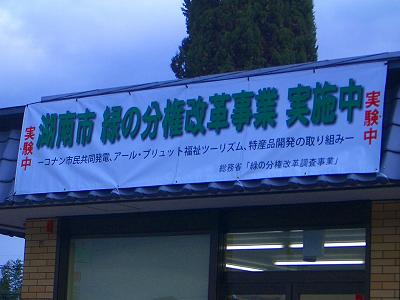 実験中
湖南市 緑の分権改革事業 実施中
実験中
ーコナン市民共同発電、アール・ブリュット福祉ツーリズム、特産品開発の取り組みー
総務省「緑の分権改革調査事業」